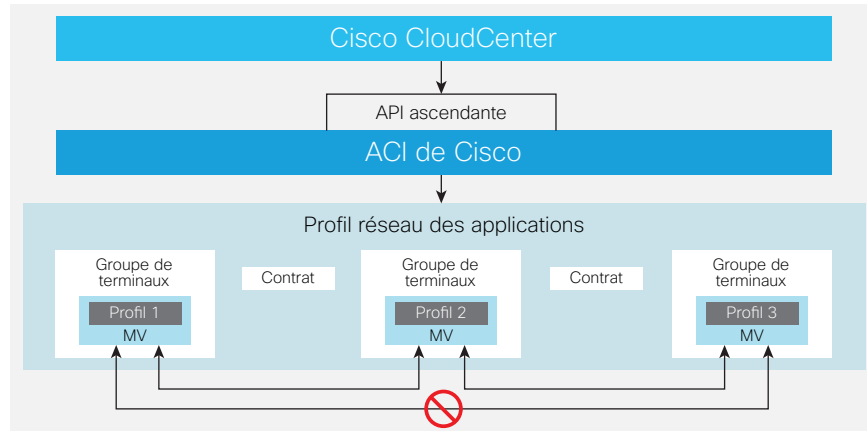 Cisco CloudCenter
API ascendante
ACI de Cisco
Profil réseau des applications
Groupe de
terminaux
Profil 1
MV
Contrat
Groupe de
terminaux
Profil 2
MV
Contrat
Groupe de
terminaux
Profil 3
MV